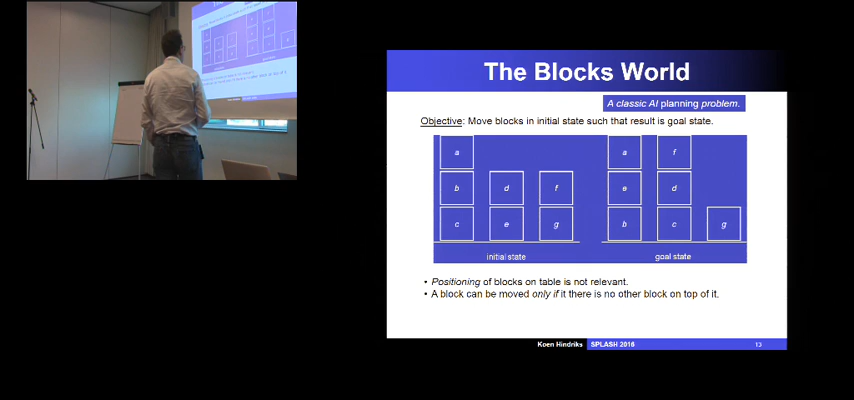 The Blocks World
A classic AI planning problem.
Objective: Move blocks in initial state such that result is goal state.
a a f
b d f e d
c e g b c g
initial state goal state
• Positioning of blocks on table is not relevant.
• A block can be moved only if it there is no other block on top of it.
Koen Hindriks SPLASH 2016 13